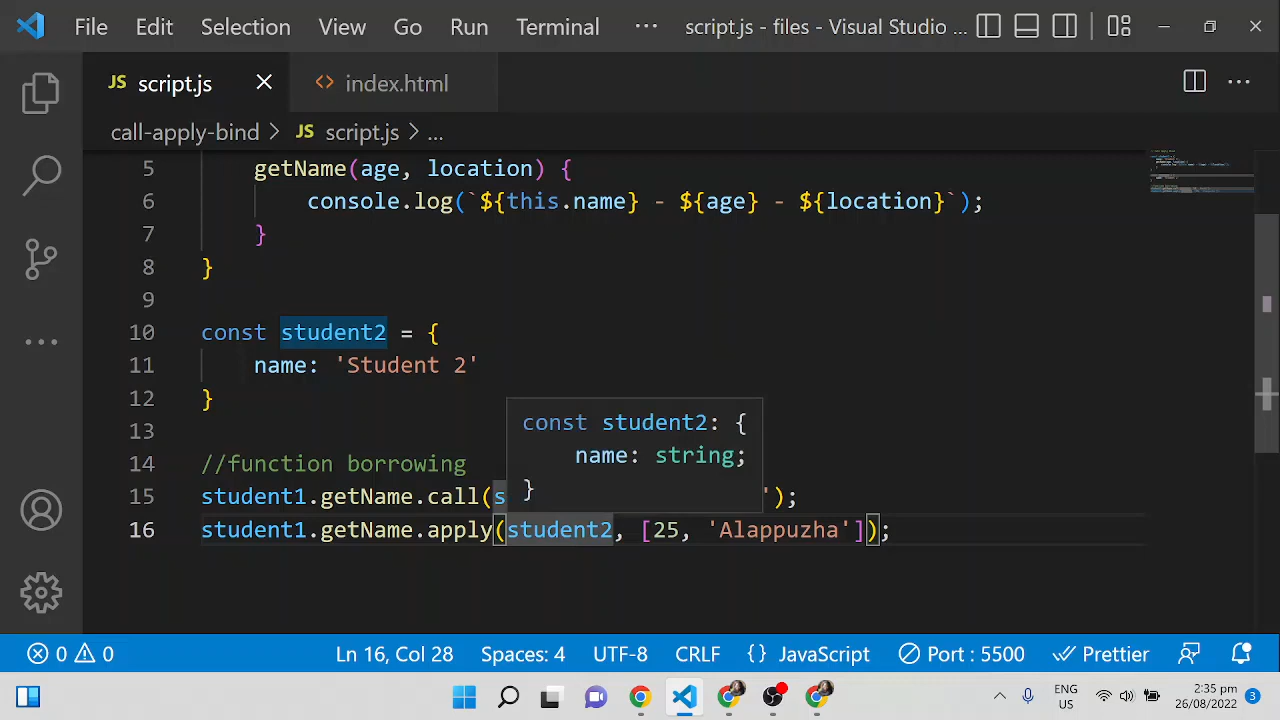 File Edit Selection View Go Run Terminal ··· script.js - files - Visual Studio ...
JS script.js <> index.html
call-apply-bind > JS script.js > ...
5 getName(age, location) {
6 console.log(`${this.name} - ${age} - ${location}`);
7 }
8 }
9
10 const student2 = {
11 name: 'Student 2'
12 }
13
const student2: {
name: string;
}
14 //function borrowing
15 student1.getName.call(s ');
16 student1.getName.apply(student2, [25, 'Alappuzha']);
0 0 Ln 16, Col 28 Spaces: 4 UTF-8 CRLF {} JavaScript Port : 5500 Prettier
ENG 2:35 pm
US 26/08/2022 3